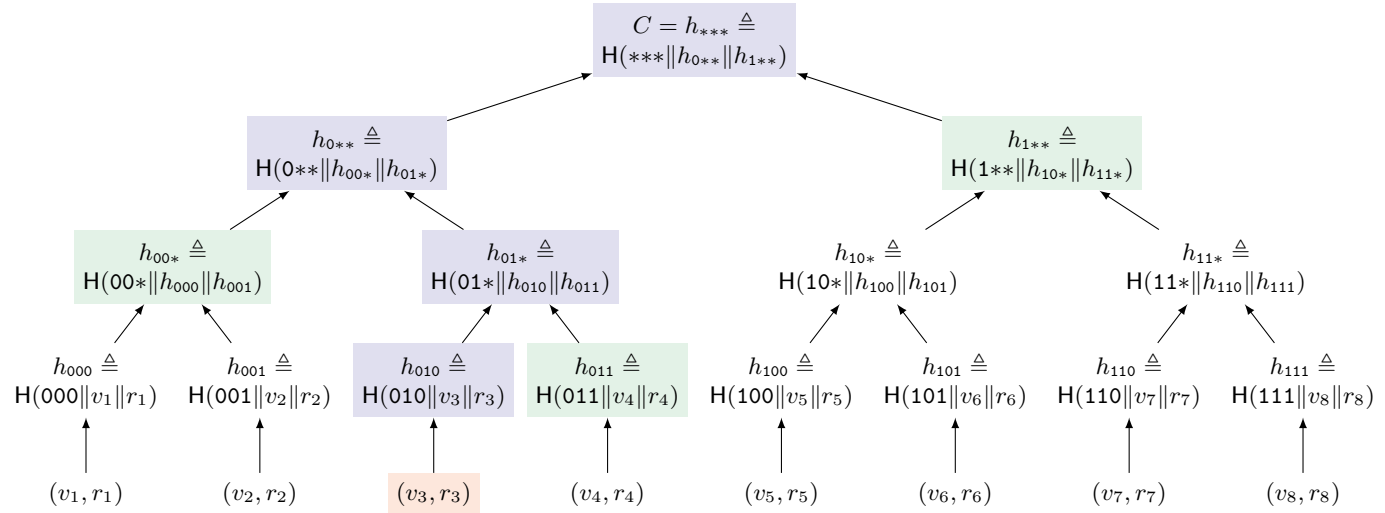 C = h_{***} ≜
H(***‖h_{0**}‖h_{1**})
h_{0**} ≜
H(0**‖h_{00*}‖h_{01*})
h_{1**} ≜
H(1**‖h_{10*}‖h_{11*})
h_{00*} ≜
H(00*‖h_{000}‖h_{001})
h_{01*} ≜
H(01*‖h_{010}‖h_{011})
h_{10*} ≜
H(10*‖h_{100}‖h_{101})
h_{11*} ≜
H(11*‖h_{110}‖h_{111})
h_{000} ≜
H(000‖v_1‖r_1)
h_{001} ≜
H(001‖v_2‖r_2)
h_{010} ≜
H(010‖v_3‖r_3)
h_{011} ≜
H(011‖v_4‖r_4)
h_{100} ≜
H(100‖v_5‖r_5)
h_{101} ≜
H(101‖v_6‖r_6)
h_{110} ≜
H(110‖v_7‖r_7)
h_{111} ≜
H(111‖v_8‖r_8)
(v_1, r_1)
(v_2, r_2)
(v_3, r_3)
(v_4, r_4)
(v_5, r_5)
(v_6, r_6)
(v_7, r_7)
(v_8, r_8)